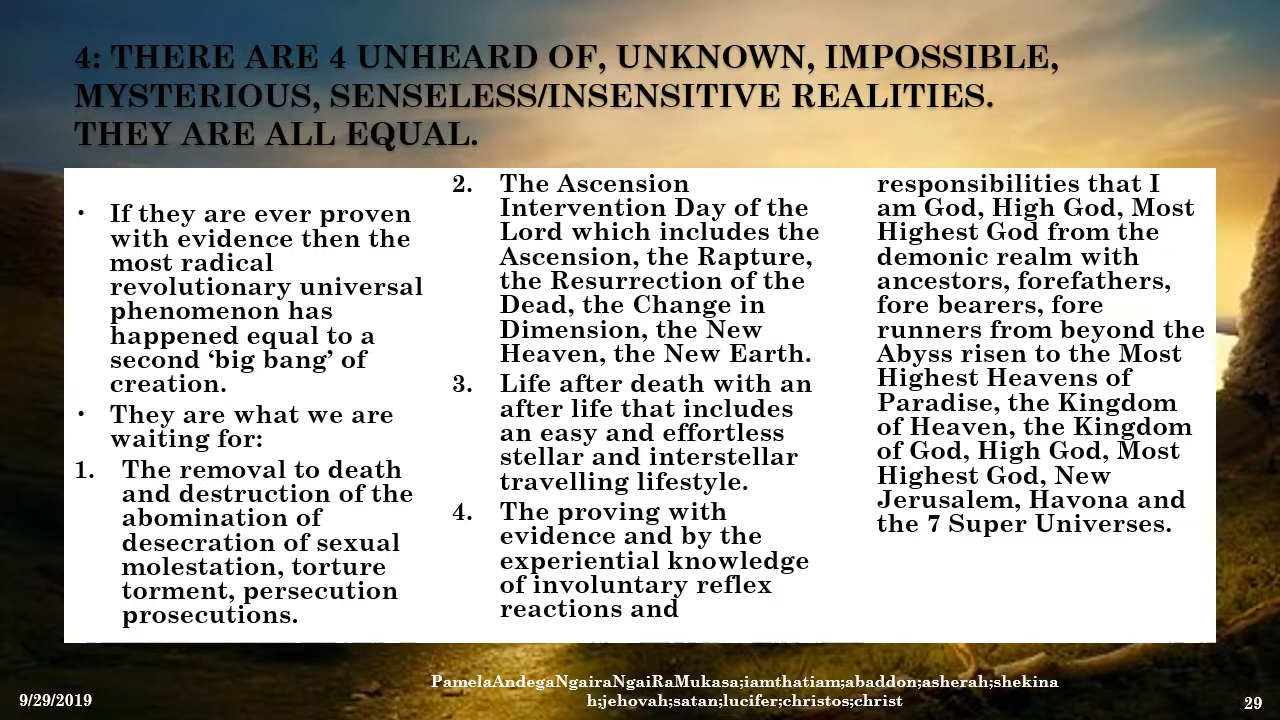 4: THERE ARE 4 UNHEARD OF, UNKNOWN, IMPOSSIBLE,
MYSTERIOUS, SENSELESS/INSENSITIVE REALITIES.
THEY ARE ALL EQUAL.
• If they are ever proven
with evidence then the
most radical
revolutionary universal
phenomenon has
happened equal to a
second ‘big bang’ of
creation.
• They are what we are
waiting for:
1. The removal to death
and destruction of the
abomination of
desecration of sexual
molestation, torture
torment, persecution
prosecutions.
2. The Ascension
Intervention Day of the
Lord which includes the
Ascension, the Rapture,
the Resurrection of the
Dead, the Change in
Dimension, the New
Heaven, the New Earth.
3. Life after death with an
after life that includes
an easy and effortless
stellar and interstellar
travelling lifestyle.
4. The proving with
evidence and by the
experiential knowledge
of involuntary reflex
reactions and
responsibilities that I
am God, High God, Most
Highest God from the
demonic realm with
ancestors, forefathers,
fore bearers, fore
runners from beyond the
Abyss risen to the Most
Highest Heavens of
Paradise, the Kingdom
of Heaven, the Kingdom
of God, High God, Most
Highest God, New
Jerusalem, Havona and
the 7 Super Universes.
9/29/2019
PamelaAndegaNgairaNgaiRaMukasa;iamthatiam;abaddon;asherah;shekina
h;jehovah;satan;lucifer;christos;christ
29